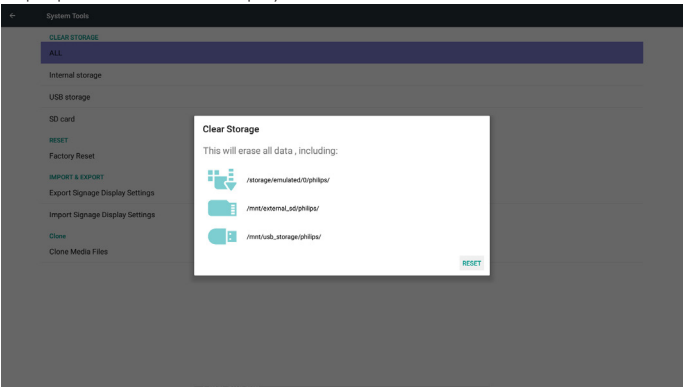 System Tools
CLEAR STORAGE
ALL
Internal storage
USB storage
SD card
RESET
Factory Reset
IMPORT & EXPORT
Export Signage Display Settings
Import Signage Display Settings
Clone
Clone Media Files
Clear Storage
This will erase all data , including:
/storage/emulated/0/philips/
/mnt/external_sd/philips/
/mnt/usb_storage/philips/
RESET